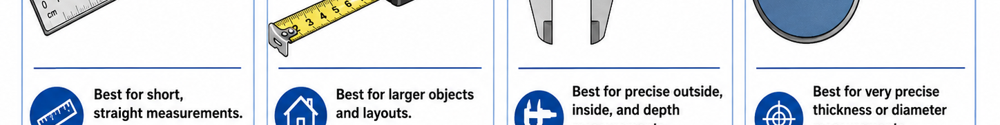 0
1
cm
2 3 4 5 6
Best for short,
straight measurements.
Best for larger objects
and layouts.
Best for precise outside,
inside, and depth
Best for very precise
thickness or diameter